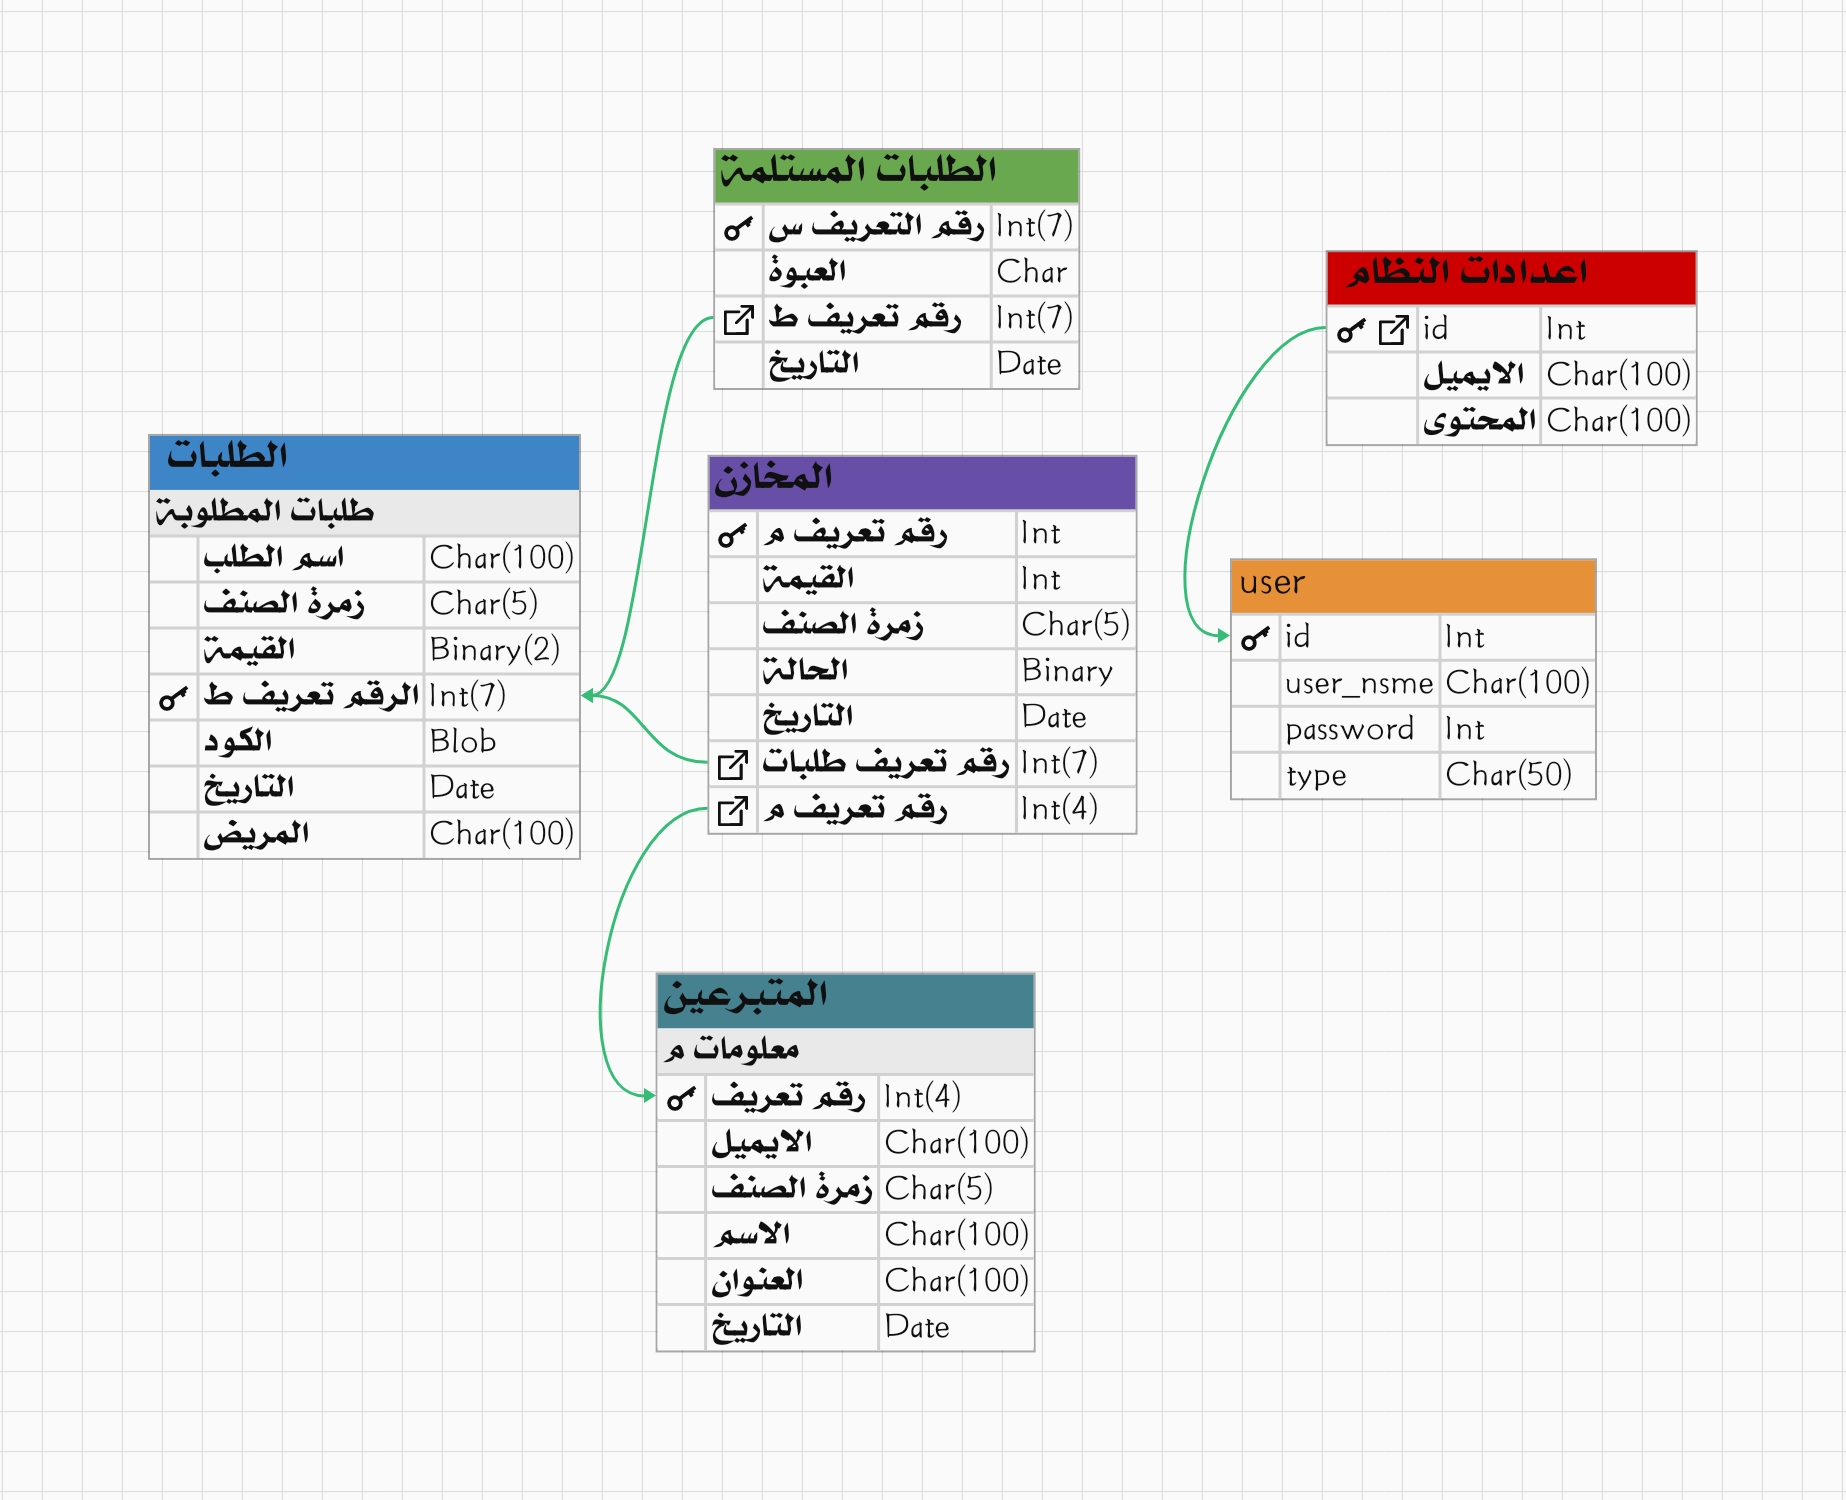 الطلبات المستلمة
رقم التعريف س Int(7)
العبوة Char
رقم تعريف ط Int(7)
التاريخ Date
اعدادات النظام
id Int
الايميل Char(100)
المحتوى Char(100)
الطلبات
طلبات المطلوبة
اسم الطلب Char(100)
زمرة الصنف Char(5)
القيمة Binary(2)
الرقم تعريف ط Int(7)
الكود Blob
التاريخ Date
المريض Char(100)
المخازن
رقم تعريف م Int
القيمة Int
زمرة الصنف Char(5)
الحالة Binary
التاريخ Date
رقم تعريف طلبات Int(7)
رقم تعريف م Int(4)
user
id Int
user_nsme Char(100)
password Int
type Char(50)
المتبرعين
معلومات م
رقم تعريف Int(4)
الايميل Char(100)
زمرة الصنف Char(5)
الاسم Char(100)
العنوان Char(100)
التاريخ Date